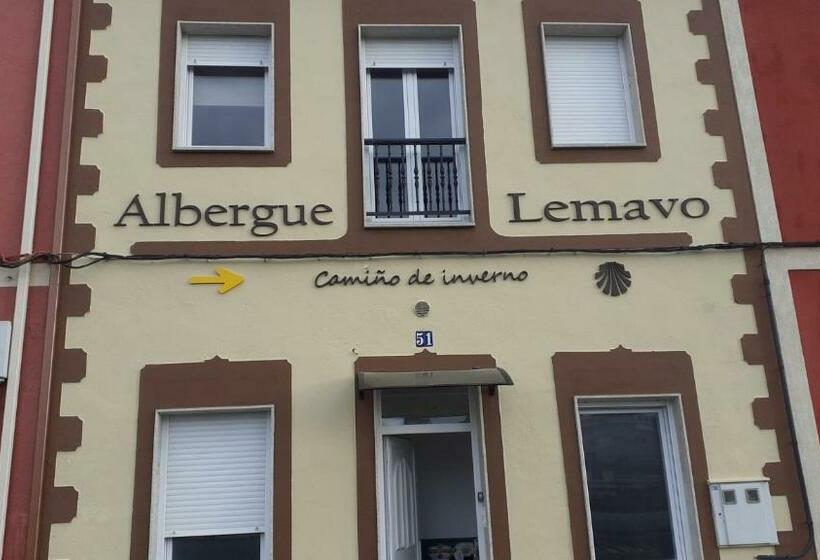 Albergue Lemavo
Camiño de inverno
51